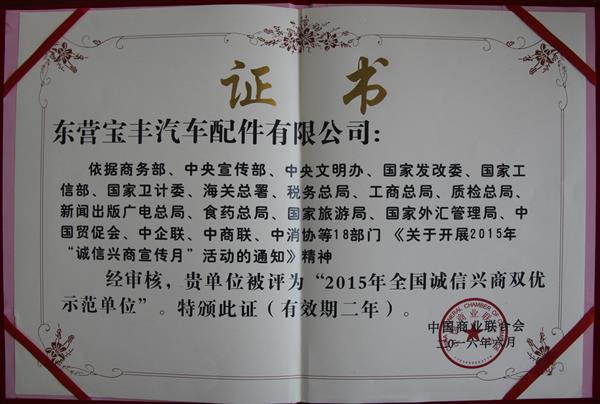 证书
东营宝丰汽车配件有限公司:
依据商务部、中央宣传部、中央文明办、国家发改委、国家工
信部、国家卫计委、海关总署、税务总局、工商总局、质检总局、
新闻出版广电总局、食药总局、国家旅游局、国家外汇管理局、中
国贸促会、中企联、中商联、中消协等18部门《关于开展2015年
“诚信兴商宣传月”活动的通知》精神
经审核，贵单位被评为“2015年全国诚信兴商双优
示范单位”。特颁此证(有效期二年)。
中国商业联合会
二〇一六年六月